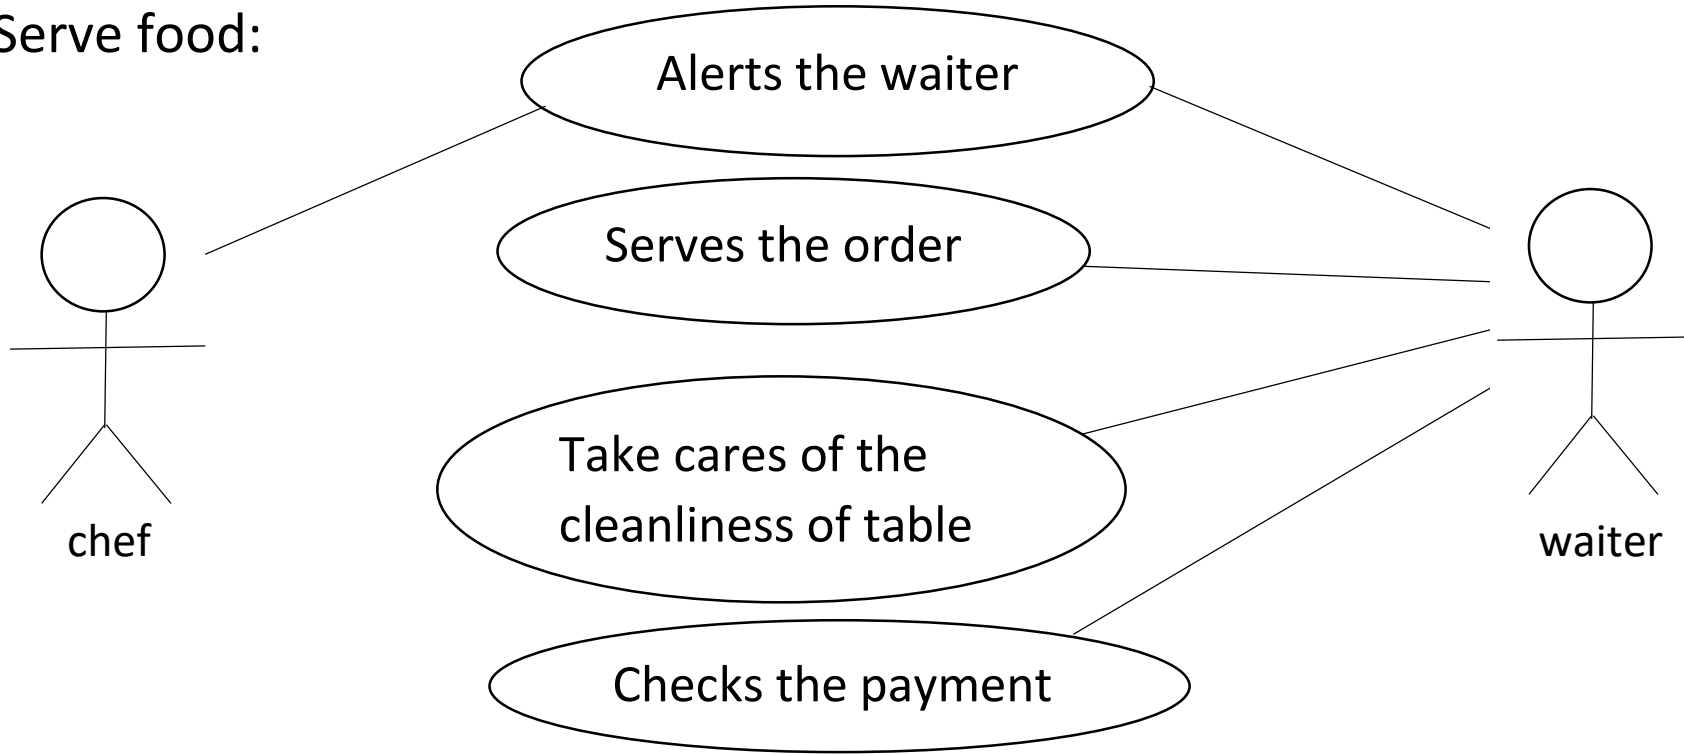 Serve food:
Alerts the waiter
Serves the order
Take cares of the
cleanliness of table
chef
waiter
Checks the payment